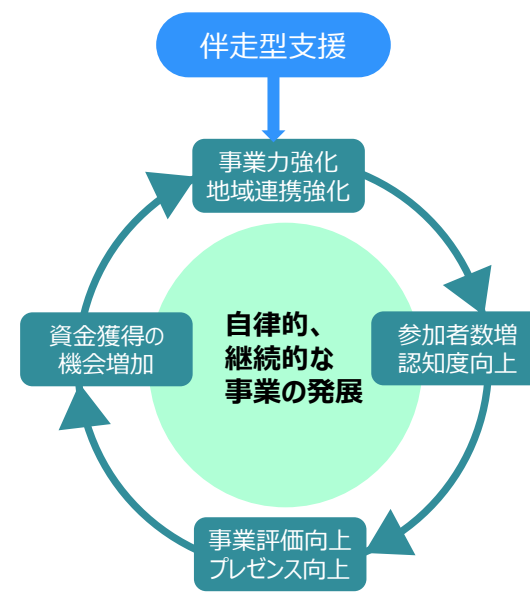 伴走型支援
事業力強化
地域連携強化
資金獲得の
機会増加
自律的、
継続的な
事業の発展
参加者数増
認知度向上
事業評価向上
プレゼンス向上